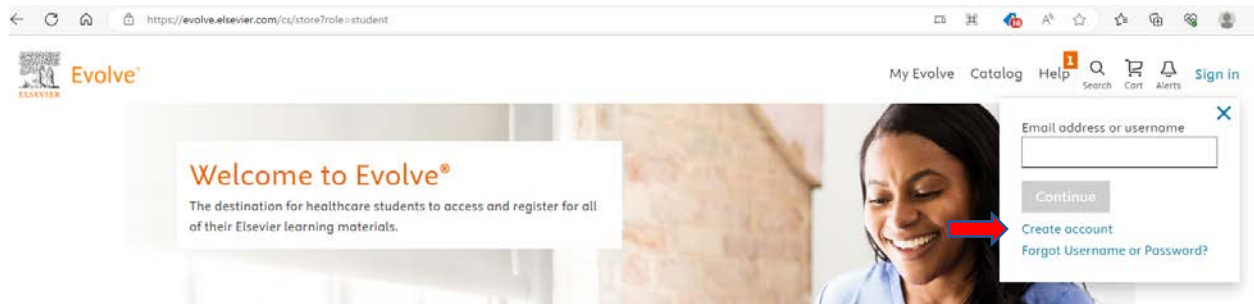 https://evolve.elsevier.com/cs/store?role=student
10
ELSEVIER
Evolve®
My Evolve Catalog Help 1 Search Cart Alerts Sign in
Email address or username
Continue
Create account
Forgot Username or Password?
Welcome to Evolve®
The destination for healthcare students to access and register for all
of their Elsevier learning materials.